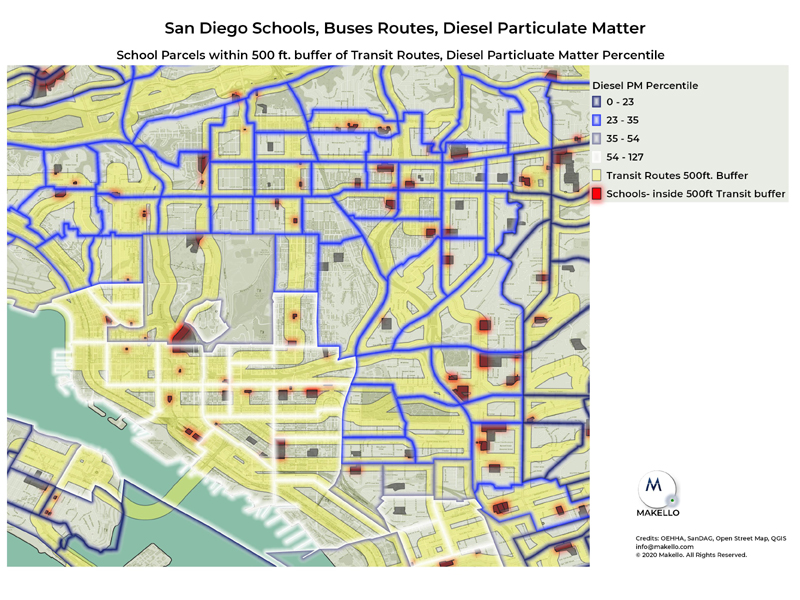 San Diego Schools, Buses Routes, Diesel Particulate Matter
School Parcels within 500 ft. buffer of Transit Routes, Diesel Particluate Matter Percentile
Diesel PM Percentile
0 - 23
23 - 35
35 - 54
54 - 127
Transit Routes 500ft. Buffer
Schools- inside 500ft Transit buffer
M
MAKELLO
Credits: OEHHA, SanDAG, Open Street Map, QGIS
info@makello.com
© 2020 Makello. All Rights Reserved.